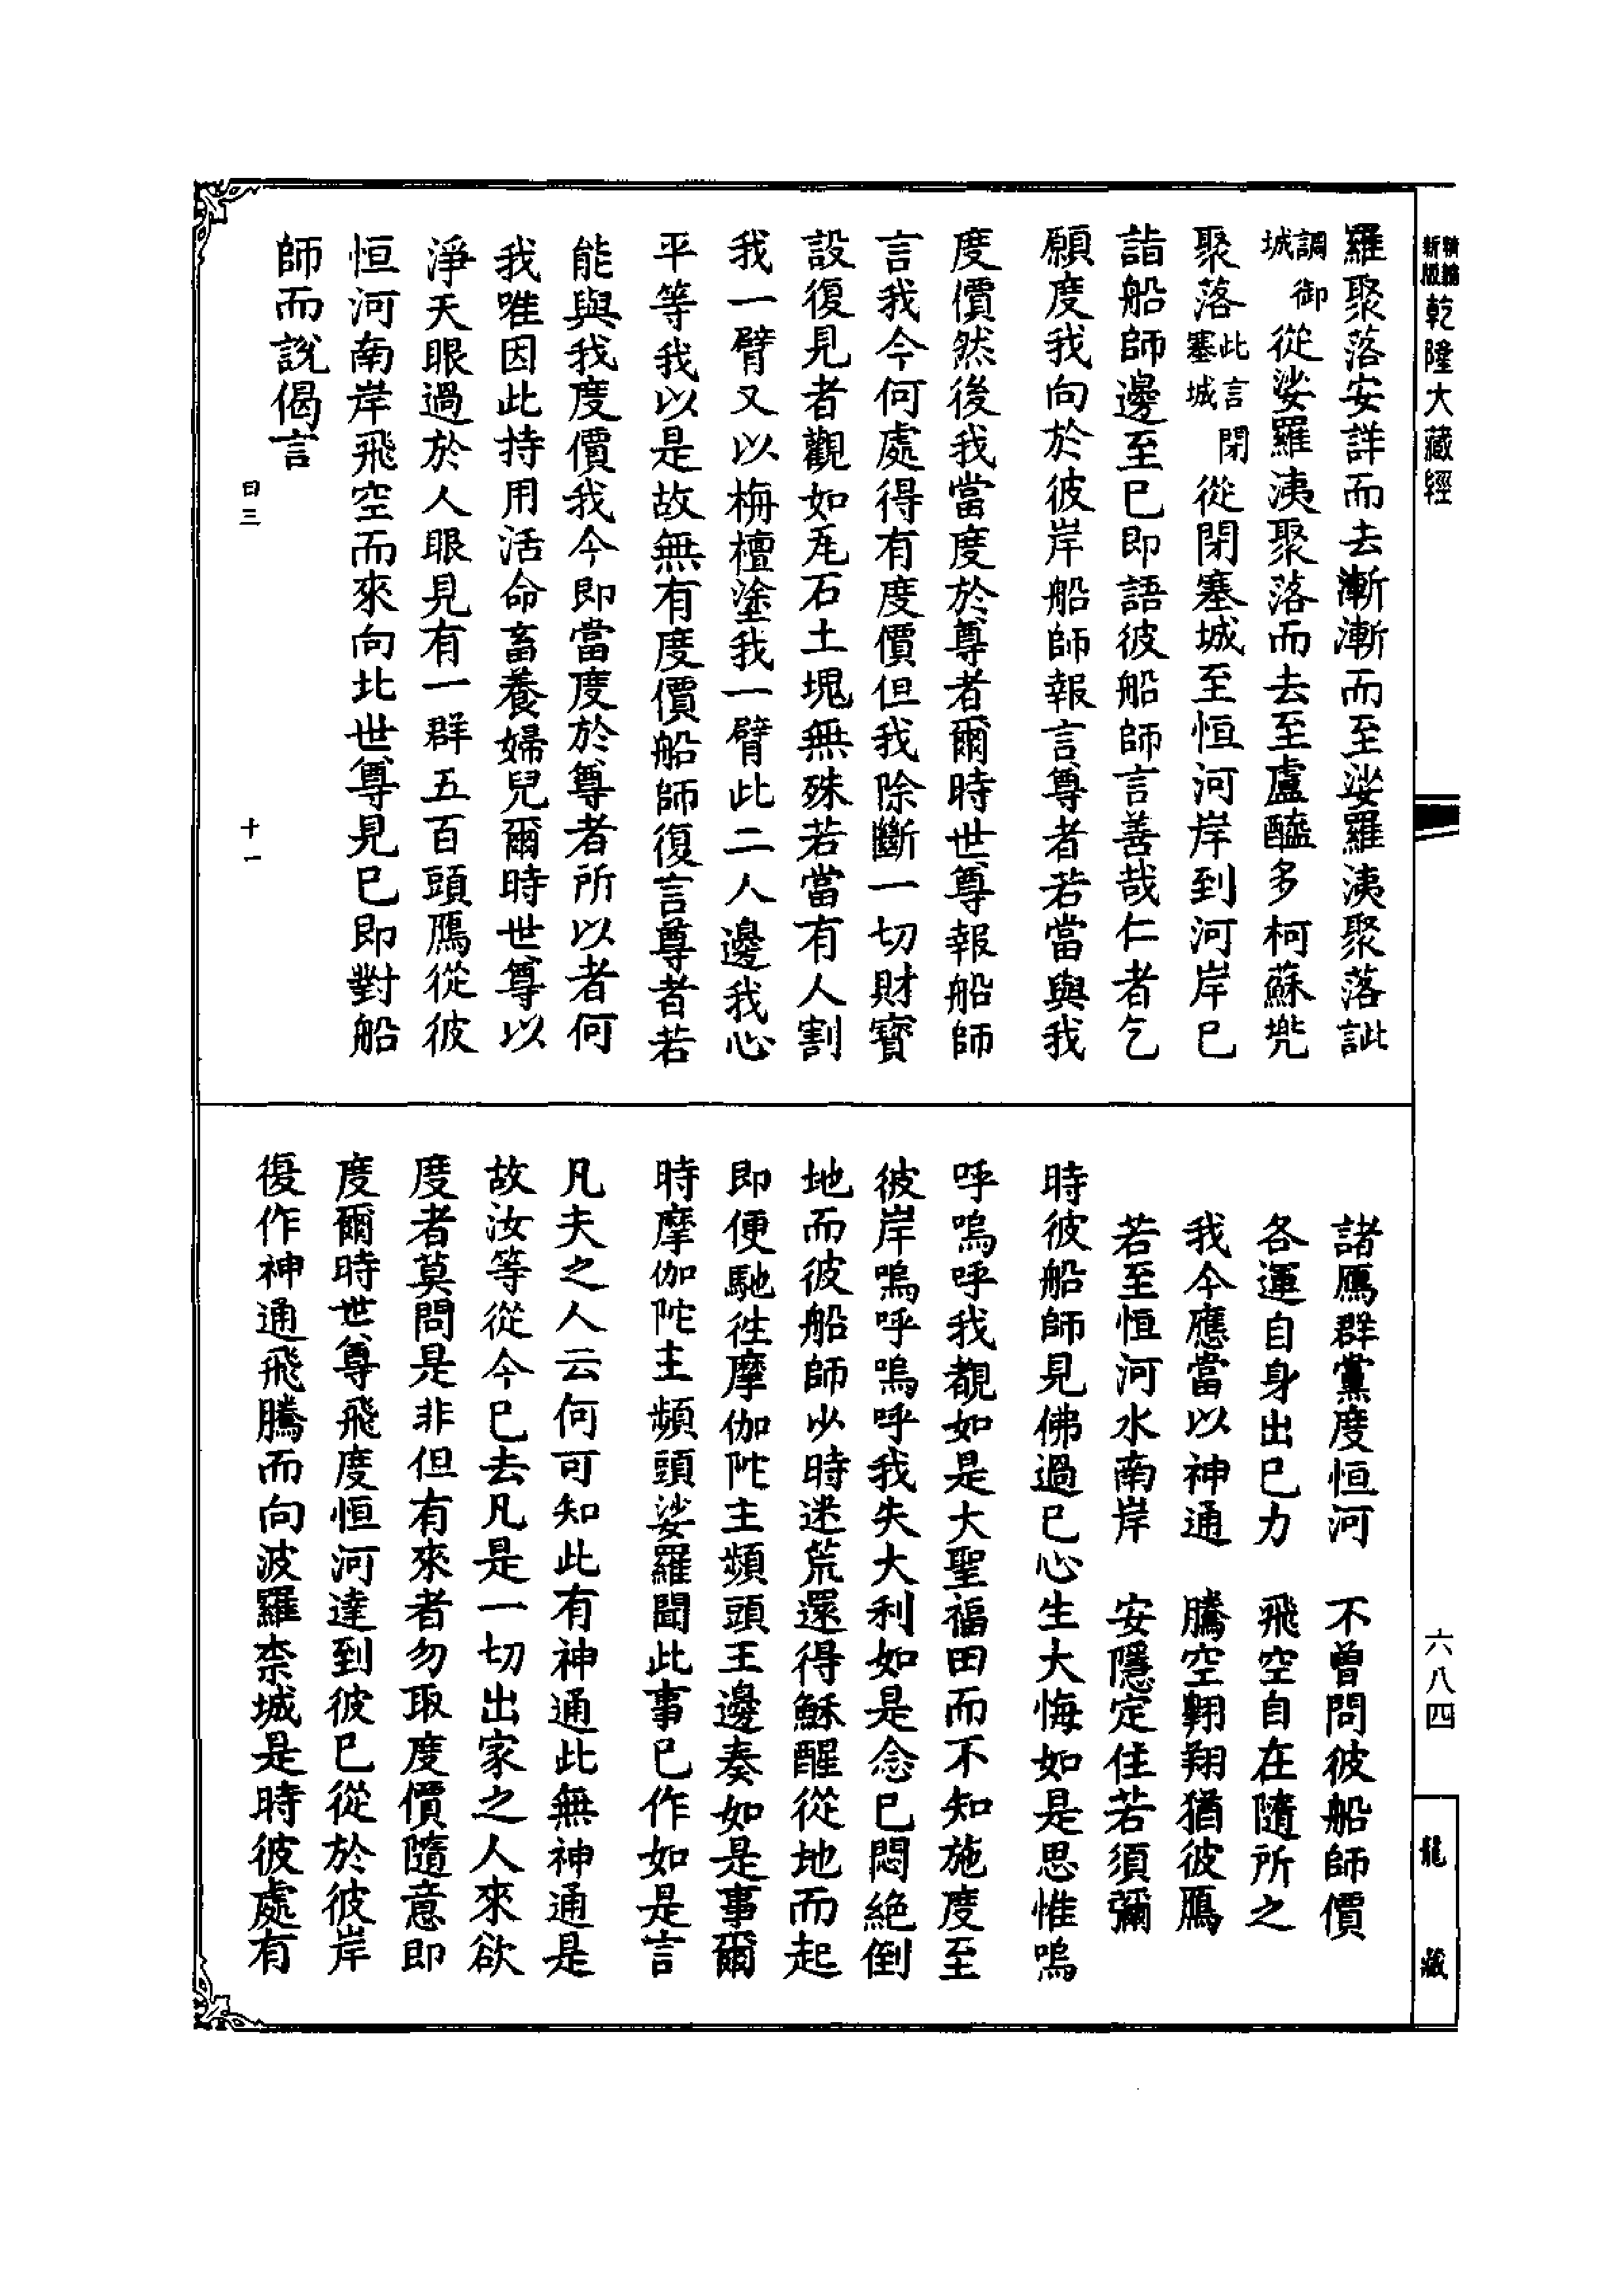 新版精編
乾隆大藏經
六八四
龍藏
羅聚落安詳而去漸漸而至娑羅洟聚落訿
調御城從娑羅洟聚落而去至盧醯多柯蘇兠
聚落此言閉塞城從閉塞城至恒河岸到河岸已
詣船師邊至已即語彼船師言善哉仁者乞
願度我向於彼岸船師報言尊者若當與我
度價然後我當度於尊者爾時世尊報船師
言我今何處得有度價但我除斷一切財寳
設復見者觀如瓦石土塊無殊若當有人割
我一臂又以栴檀塗我一臂此二人邊我心
平等我以是故無有度價船師復言尊者若
能與我度價我今即當度於尊者所以者何
我唯因此持用活命畜養婦兒爾時世尊以
淨天眼過於人眼見有一群五百頭鴈從彼
恒河南岸飛空而來向北世尊見已即對船
師而說偈言
曰三
十一
諸鴈群黨度恒河　不曾問彼船師價
各運自身出已力　飛空自在隨所之
我今應當以神通　騰空翺翔猶彼鴈
若至恒河水南岸　安隱定住若須彌
時彼船師見佛過已心生大悔如是思惟嗚
呼嗚呼我覩如是大聖福田而不知施度至
彼岸嗚呼嗚呼我失大利如是念已悶絕倒
地而彼船師少時迷荒還得穌醒從地而起
即便馳徃摩伽陀主頻頭王邊奏如是事爾
時摩伽陀主頻頭娑羅聞此事已作如是言
凡夫之人云何可知此有神通此無神通是
故汝等從今已去凡是一切出家之人來欲
度者莫問是非但有來者勿取度價隨意即
度爾時世尊飛度恒河達到彼已從於彼岸
復作神通飛騰而向波羅柰城是時彼處有